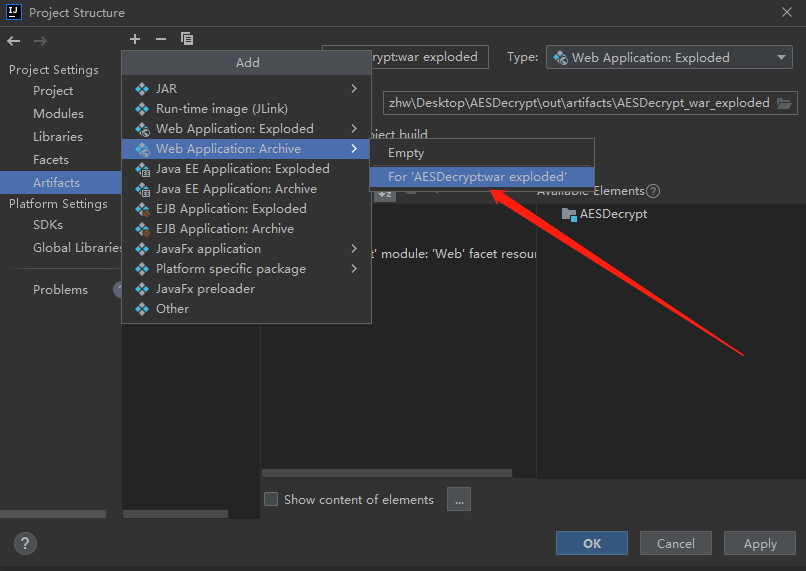 Project Structure
Project Settings
Project
Modules
Libraries
Facets
Artifacts
Platform Settings
SDKs
Global Libraries
Problems
Add
JAR
Run-time image (JLink)
Web Application: Exploded
Web Application: Archive
Java EE Application: Exploded
Java EE Application: Archive
EJB Application: Exploded
EJB Application: Archive
JavaFx application
Platform specific package
JavaFx preloader
Other
Empty
For 'AESDecrypt:war exploded'
crypt:war exploded
Type:
Web Application: Exploded
zhw\Desktop\AESDecrypt\out\artifacts\AESDecrypt_war_exploded
build
Available Elements
AESDecrypt
t' module: 'Web' facet resour
Show content of elements
...
?
OK
Cancel
Apply